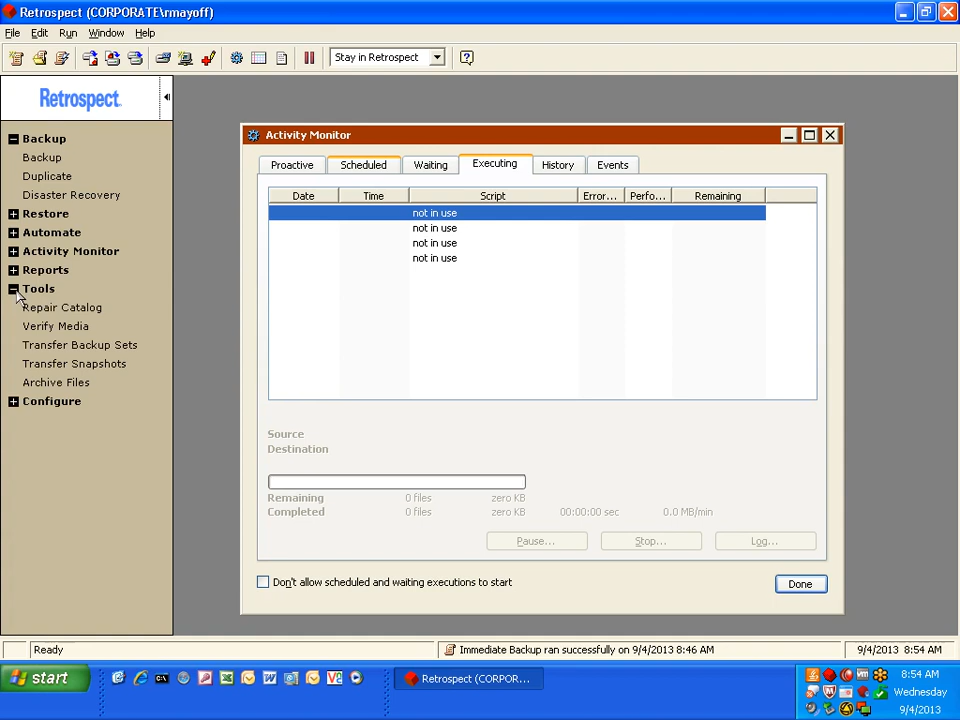 Retrospect (CORPORATE\rmayoff)
File Edit Run Window Help
Stay in Retrospect
Retrospect.
Backup
Backup
Duplicate
Disaster Recovery
Restore
Automate
Activity Monitor
Reports
Tools
Repair Catalog
Verify Media
Transfer Backup Sets
Transfer Snapshots
Archive Files
Configure
Activity Monitor
Proactive Scheduled Waiting Executing History Events
Date Time Script Error... Perfo... Remaining
not in use
not in use
not in use
not in use
Source
Destination
Remaining 0 files zero KB
Completed 0 files zero KB 00:00:00 sec 0.0 MB/min
Pause... Stop... Log...
Don't allow scheduled and waiting executions to start
Done
Ready Immediate Backup ran successfully on 9/4/2013 8:46 AM 9/4/2013 8:54 AM
start Retrospect (CORPOR... 8:54 AM
Wednesday
9/4/2013